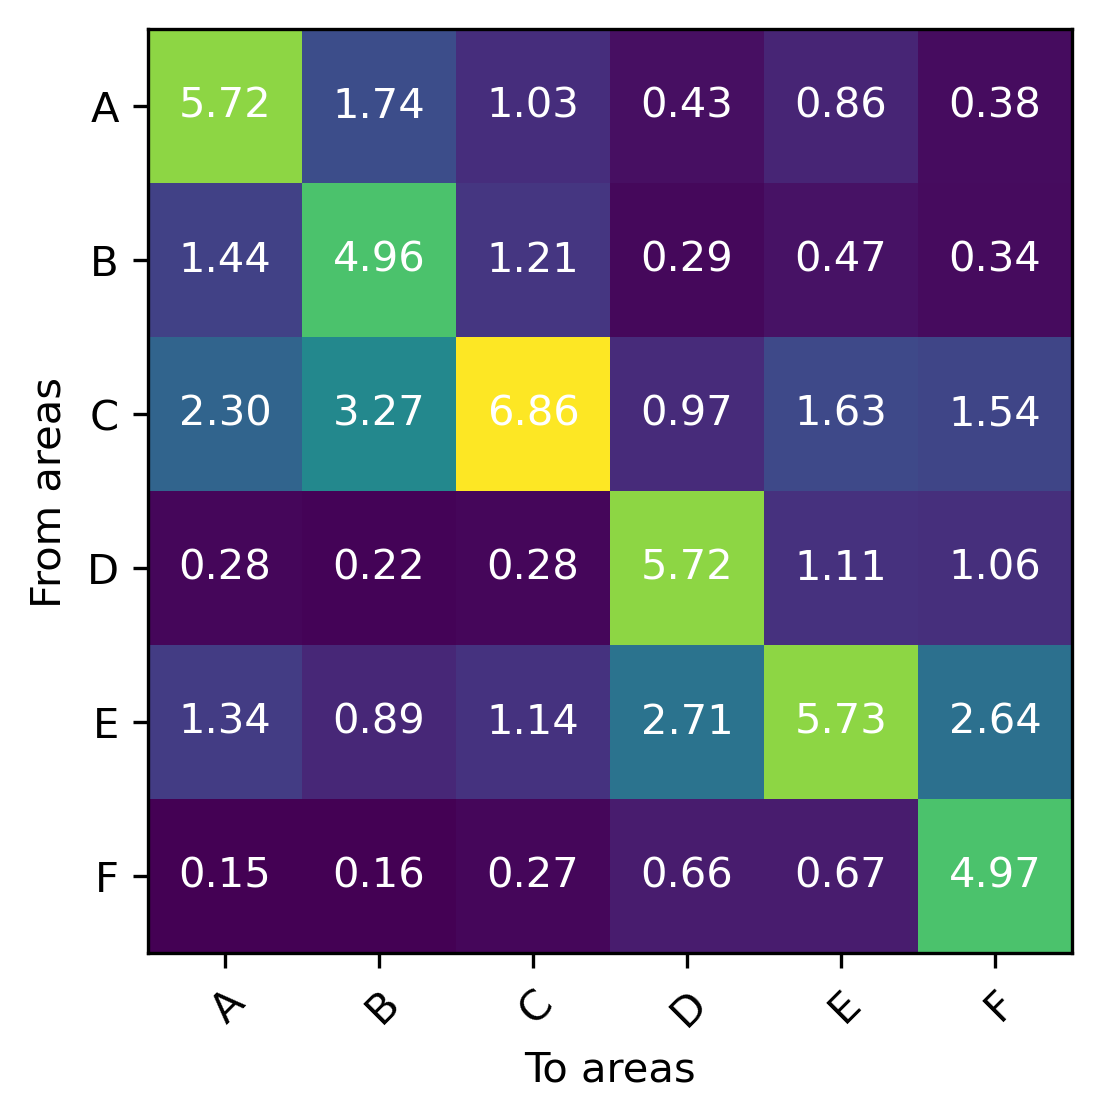 A 5.72 1.74 1.03 0.43 0.86 0.38
B 1.44 4.96 1.21 0.29 0.47 0.34
C 2.30 3.27 6.86 0.97 1.63 1.54
D 0.28 0.22 0.28 5.72 1.11 1.06
E 1.34 0.89 1.14 2.71 5.73 2.64
F 0.15 0.16 0.27 0.66 0.67 4.97
From areas
A B C D E F
To areas